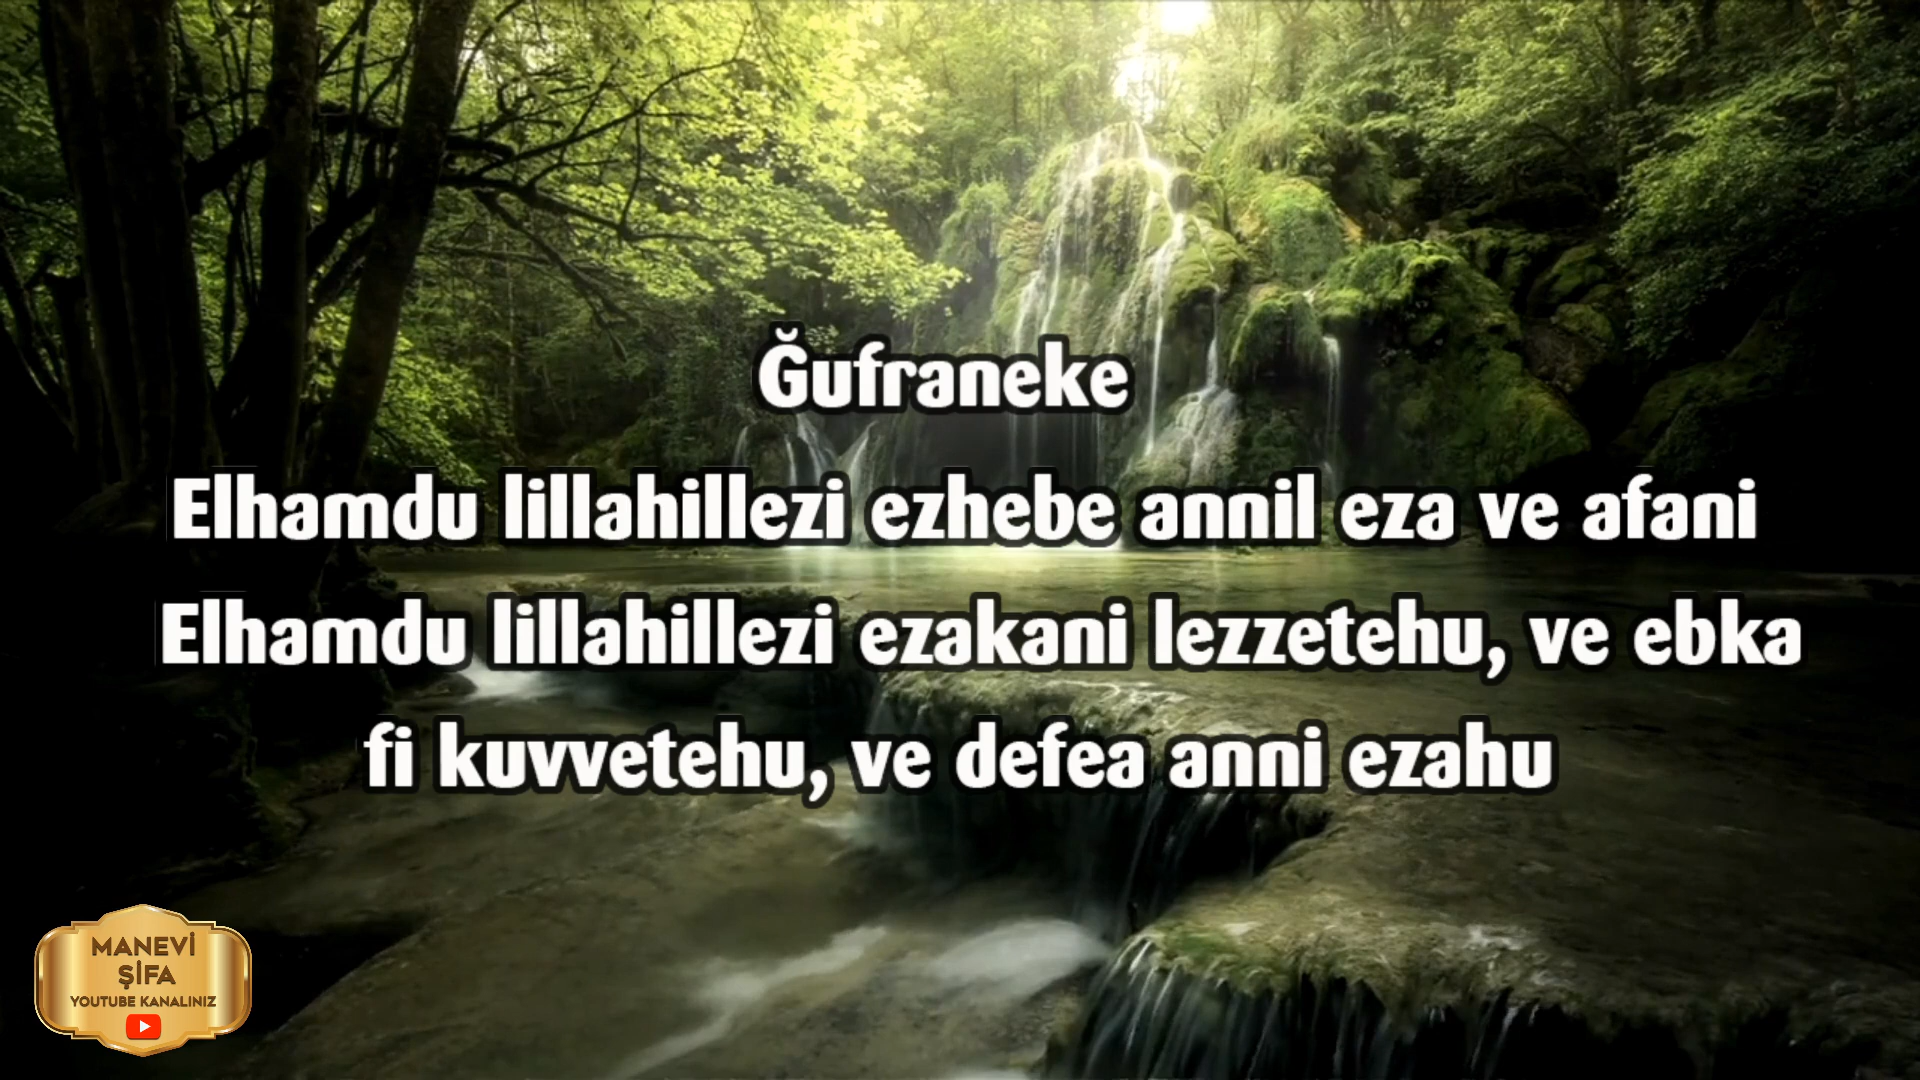 Ğufraneke
Elhamdu lillahillezi ezhebe annil eza ve afani
Elhamdu lillahillezi ezakani lezzetehu, ve ebka
fi kuvvetehu, ve defea anni ezahu
MANEVİ
ŞİFA
YOUTUBE KANALINIZ